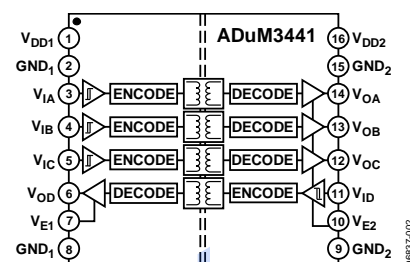 ADuM3441
V_DD1 1
16 V_DD2
GND_1 2
15 GND_2
V_IA 3 ENCODE DECODE 14 V_OA
V_IB 4 ENCODE DECODE 13 V_OB
V_IC 5 ENCODE DECODE 12 V_OC
V_OD 6 DECODE ENCODE 11 V_ID
V_E1 7
10 V_E2
GND_1 8
9 GND_2